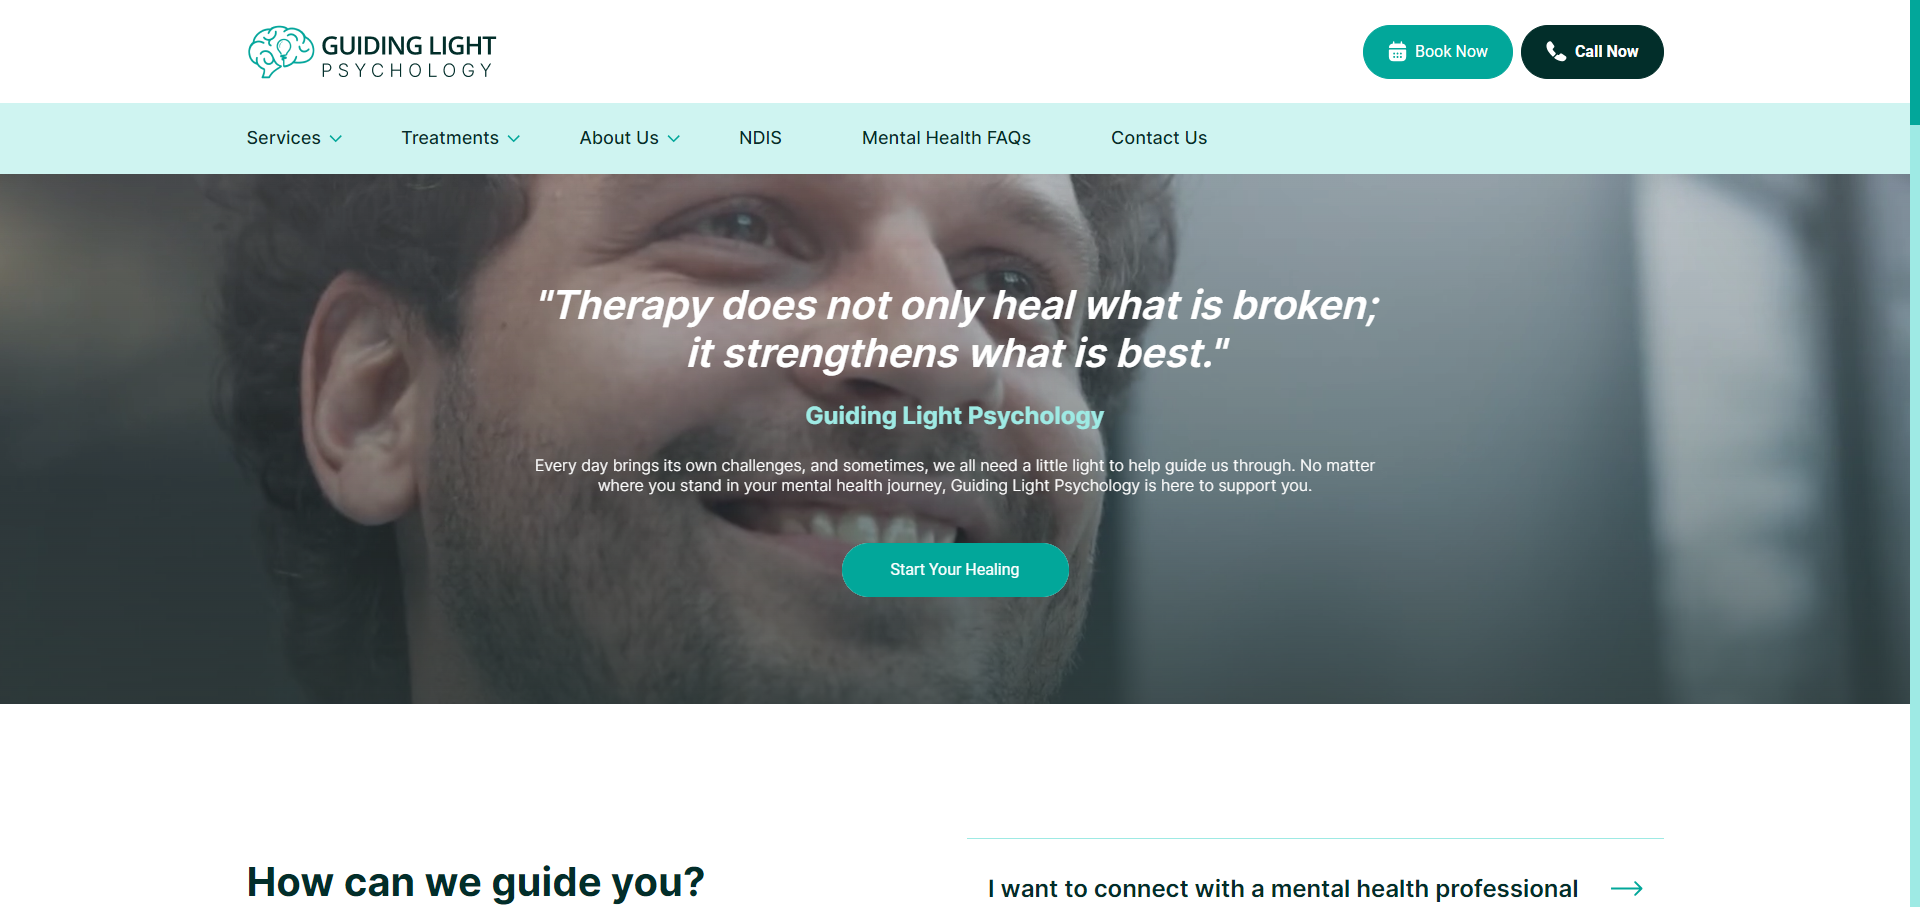 GUIDING LIGHT
PSYCHOLOGY
Book Now
Call Now
Services
Treatments
About Us
NDIS
Mental Health FAQs
Contact Us
"Therapy does not only heal what is broken;
it strengthens what is best."
Guiding Light Psychology
Every day brings its own challenges, and sometimes, we all need a little light to help guide us through. No matter
where you stand in your mental health journey, Guiding Light Psychology is here to support you.
Start Your Healing
How can we guide you?
I want to connect with a mental health professional